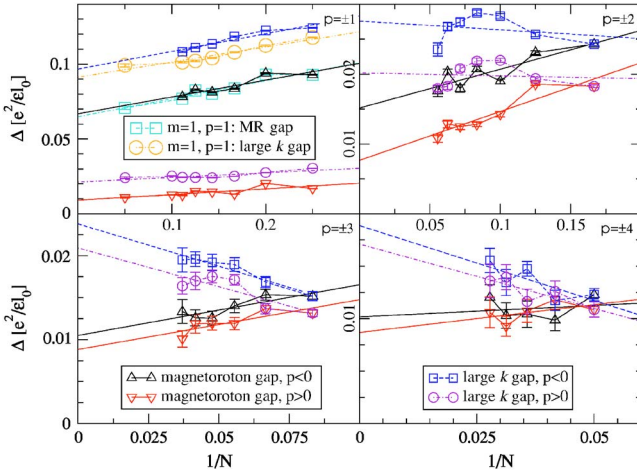 p=±1
p=±2
Δ [e²/εl₀]
0.1
0
0.1
0.2
m=1, p=1: MR gap
m=1, p=1: large k gap
0.02
0.01
0.05
0.1
0.15
p=±3
p=±4
Δ [e²/εl₀]
0.02
0.01
0
0.01
magnetoroton gap, p<0
magnetoroton gap, p>0
large k gap, p<0
large k gap, p>0
0
0.025
0.05
0.075
0
0.025
0.05
1/N
1/N